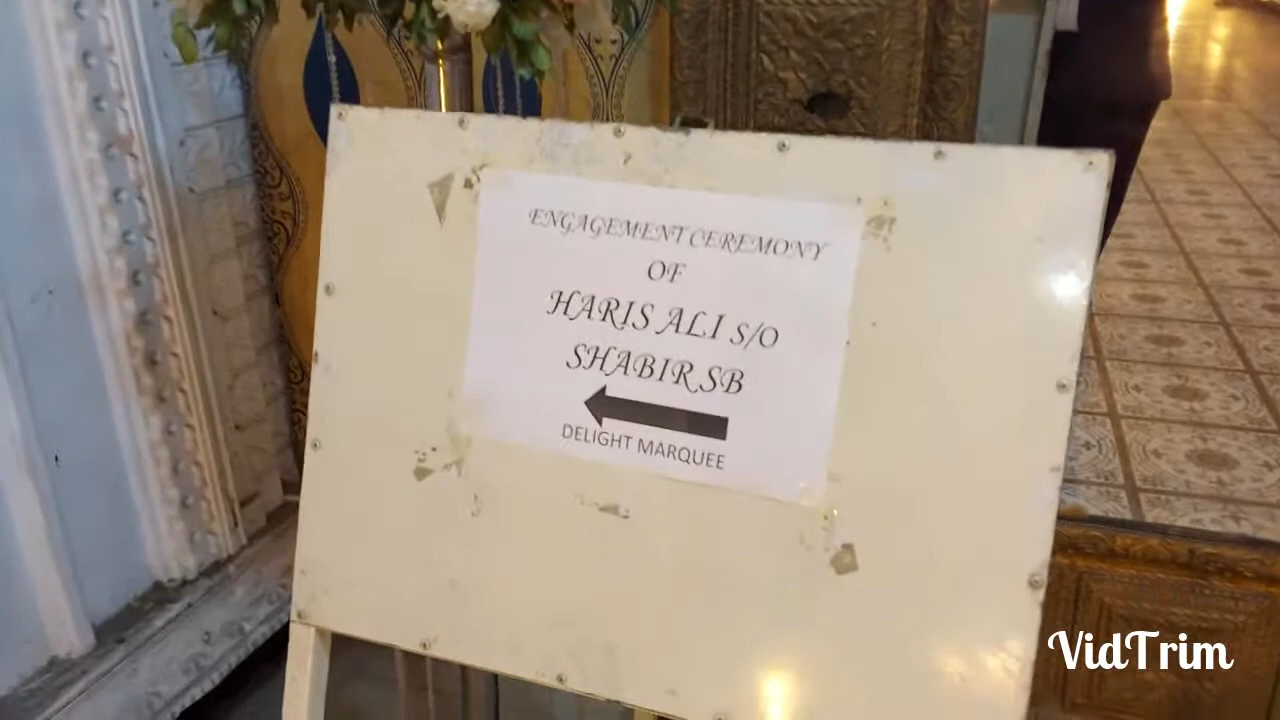 ENGAGEMENT CEREMONY
OF
HARIS ALI S/O
SHABIR SB
DELIGHT MARQUEE
VidTrim